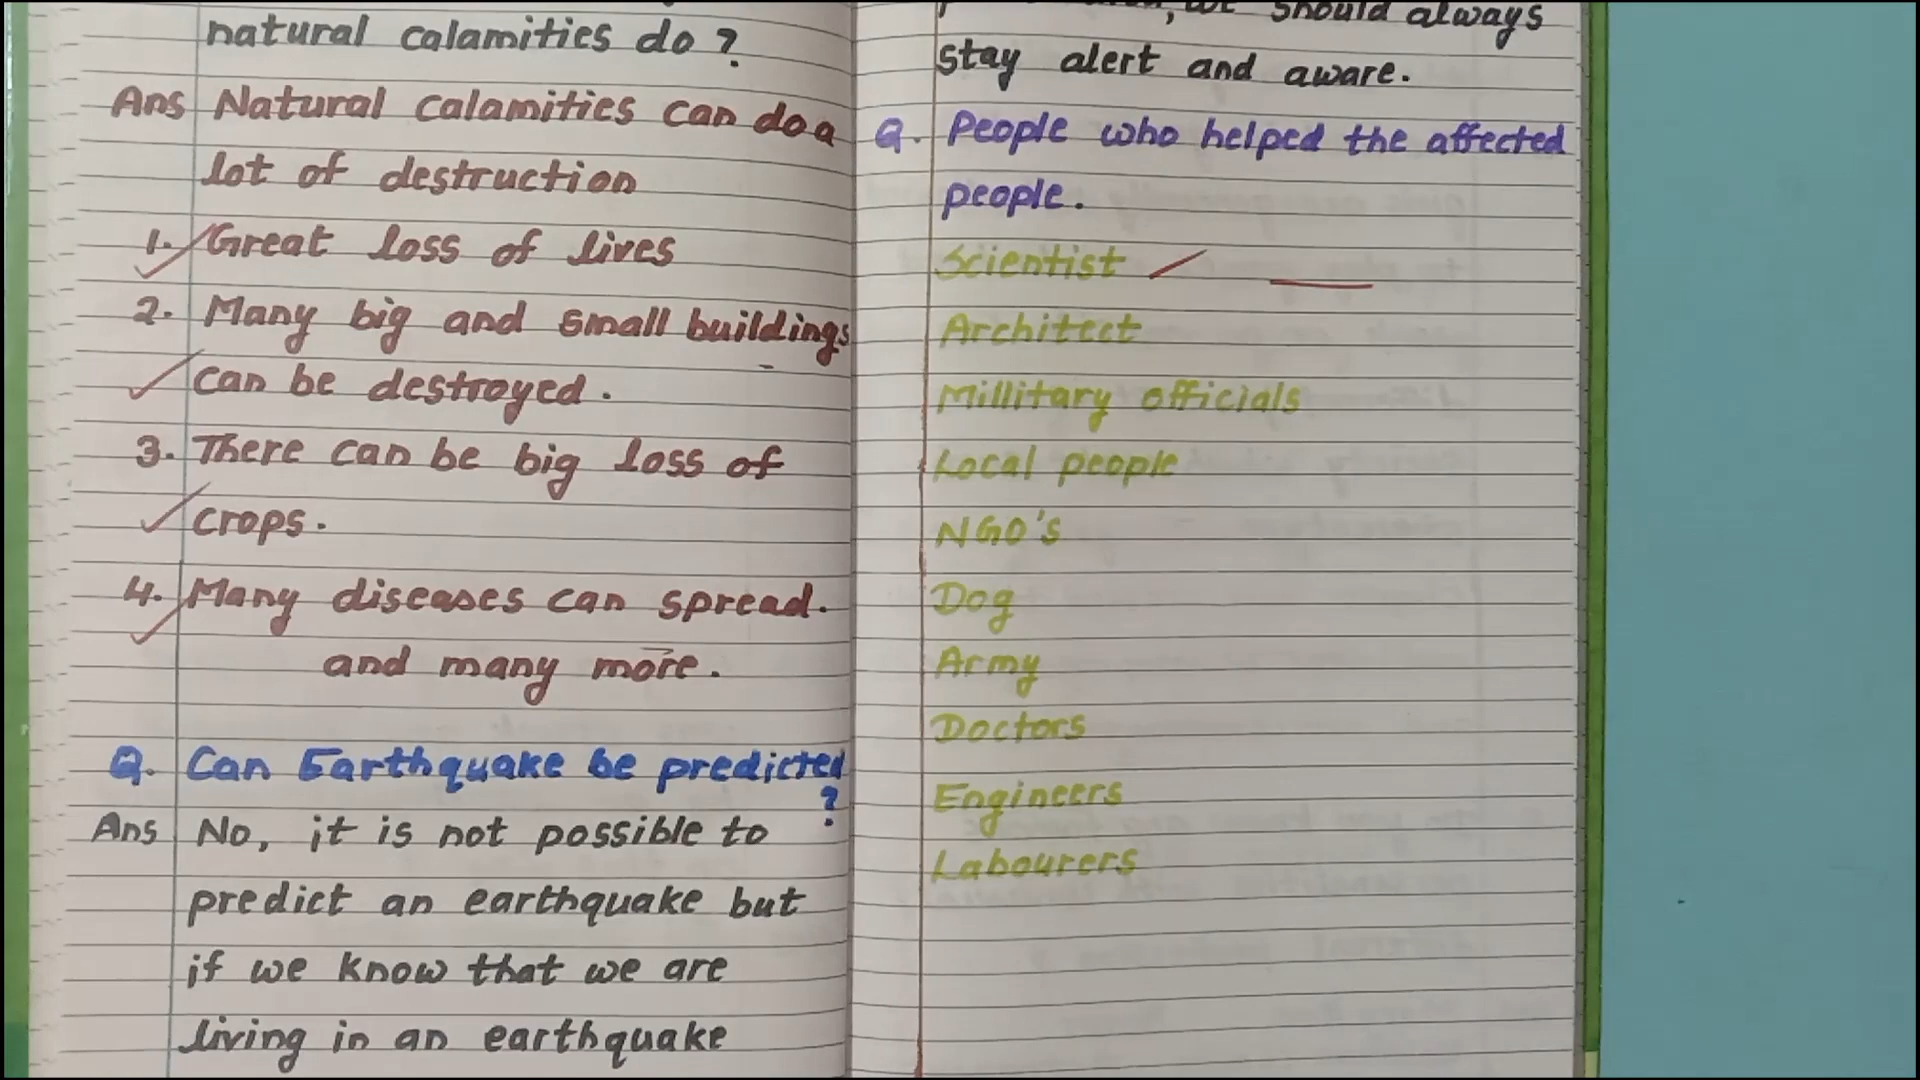 natural calamities do ?
Ans Natural calamities can do a
lot of destruction
1. Great loss of lives
2. Many big and small buildings
can be destroyed.
3. There can be big loss of
crops.
4. Many diseases can spread.
and many more.
Q. Can Earthquake be predicted
?
Ans No, it is not possible to
predict an earthquake but
if we know that we are
living in an earthquake
, we should always
stay alert and aware.
Q. People who helped the affected
people.
Scientist
Architect
Millitary officials
Local people
NGO's
Dog
Army
Doctors
Engineers
Labourers